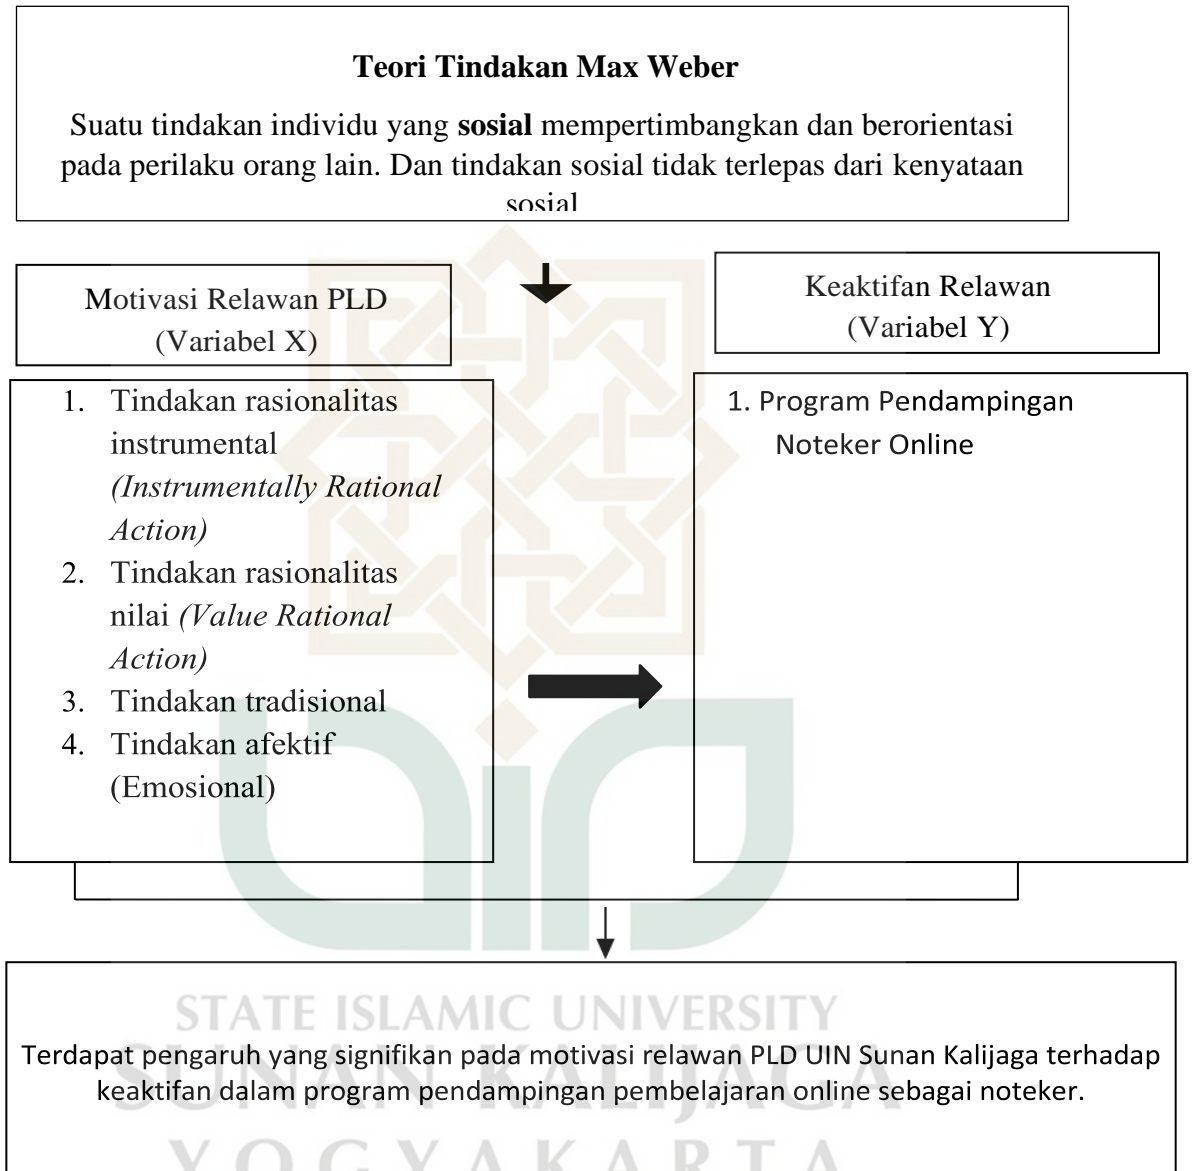 Teori Tindakan Max Weber
Suatu tindakan individu yang sosial mempertimbangkan dan berorientasi
pada perilaku orang lain. Dan tindakan sosial tidak terlepas dari kenyataan
sosial
Motivasi Relawan PLD
(Variabel X)
Keaktifan Relawan
(Variabel Y)
1. Tindakan rasionalitas
instrumental
(Instrumentally Rational
Action)
2. Tindakan rasionalitas
nilai (Value Rational
Action)
3. Tindakan tradisional
4. Tindakan afektif
(Emosional)
1. Program Pendampingan
Noteker Online
STATE ISLAMIC UNIVERSITY
Terdapat pengaruh yang signifikan pada motivasi relawan PLD UIN Sunan Kalijaga terhadap
SUNAN KALIJAGA
keaktifan dalam program pendampingan pembelajaran online sebagai noteker.
YOGYAKARTA